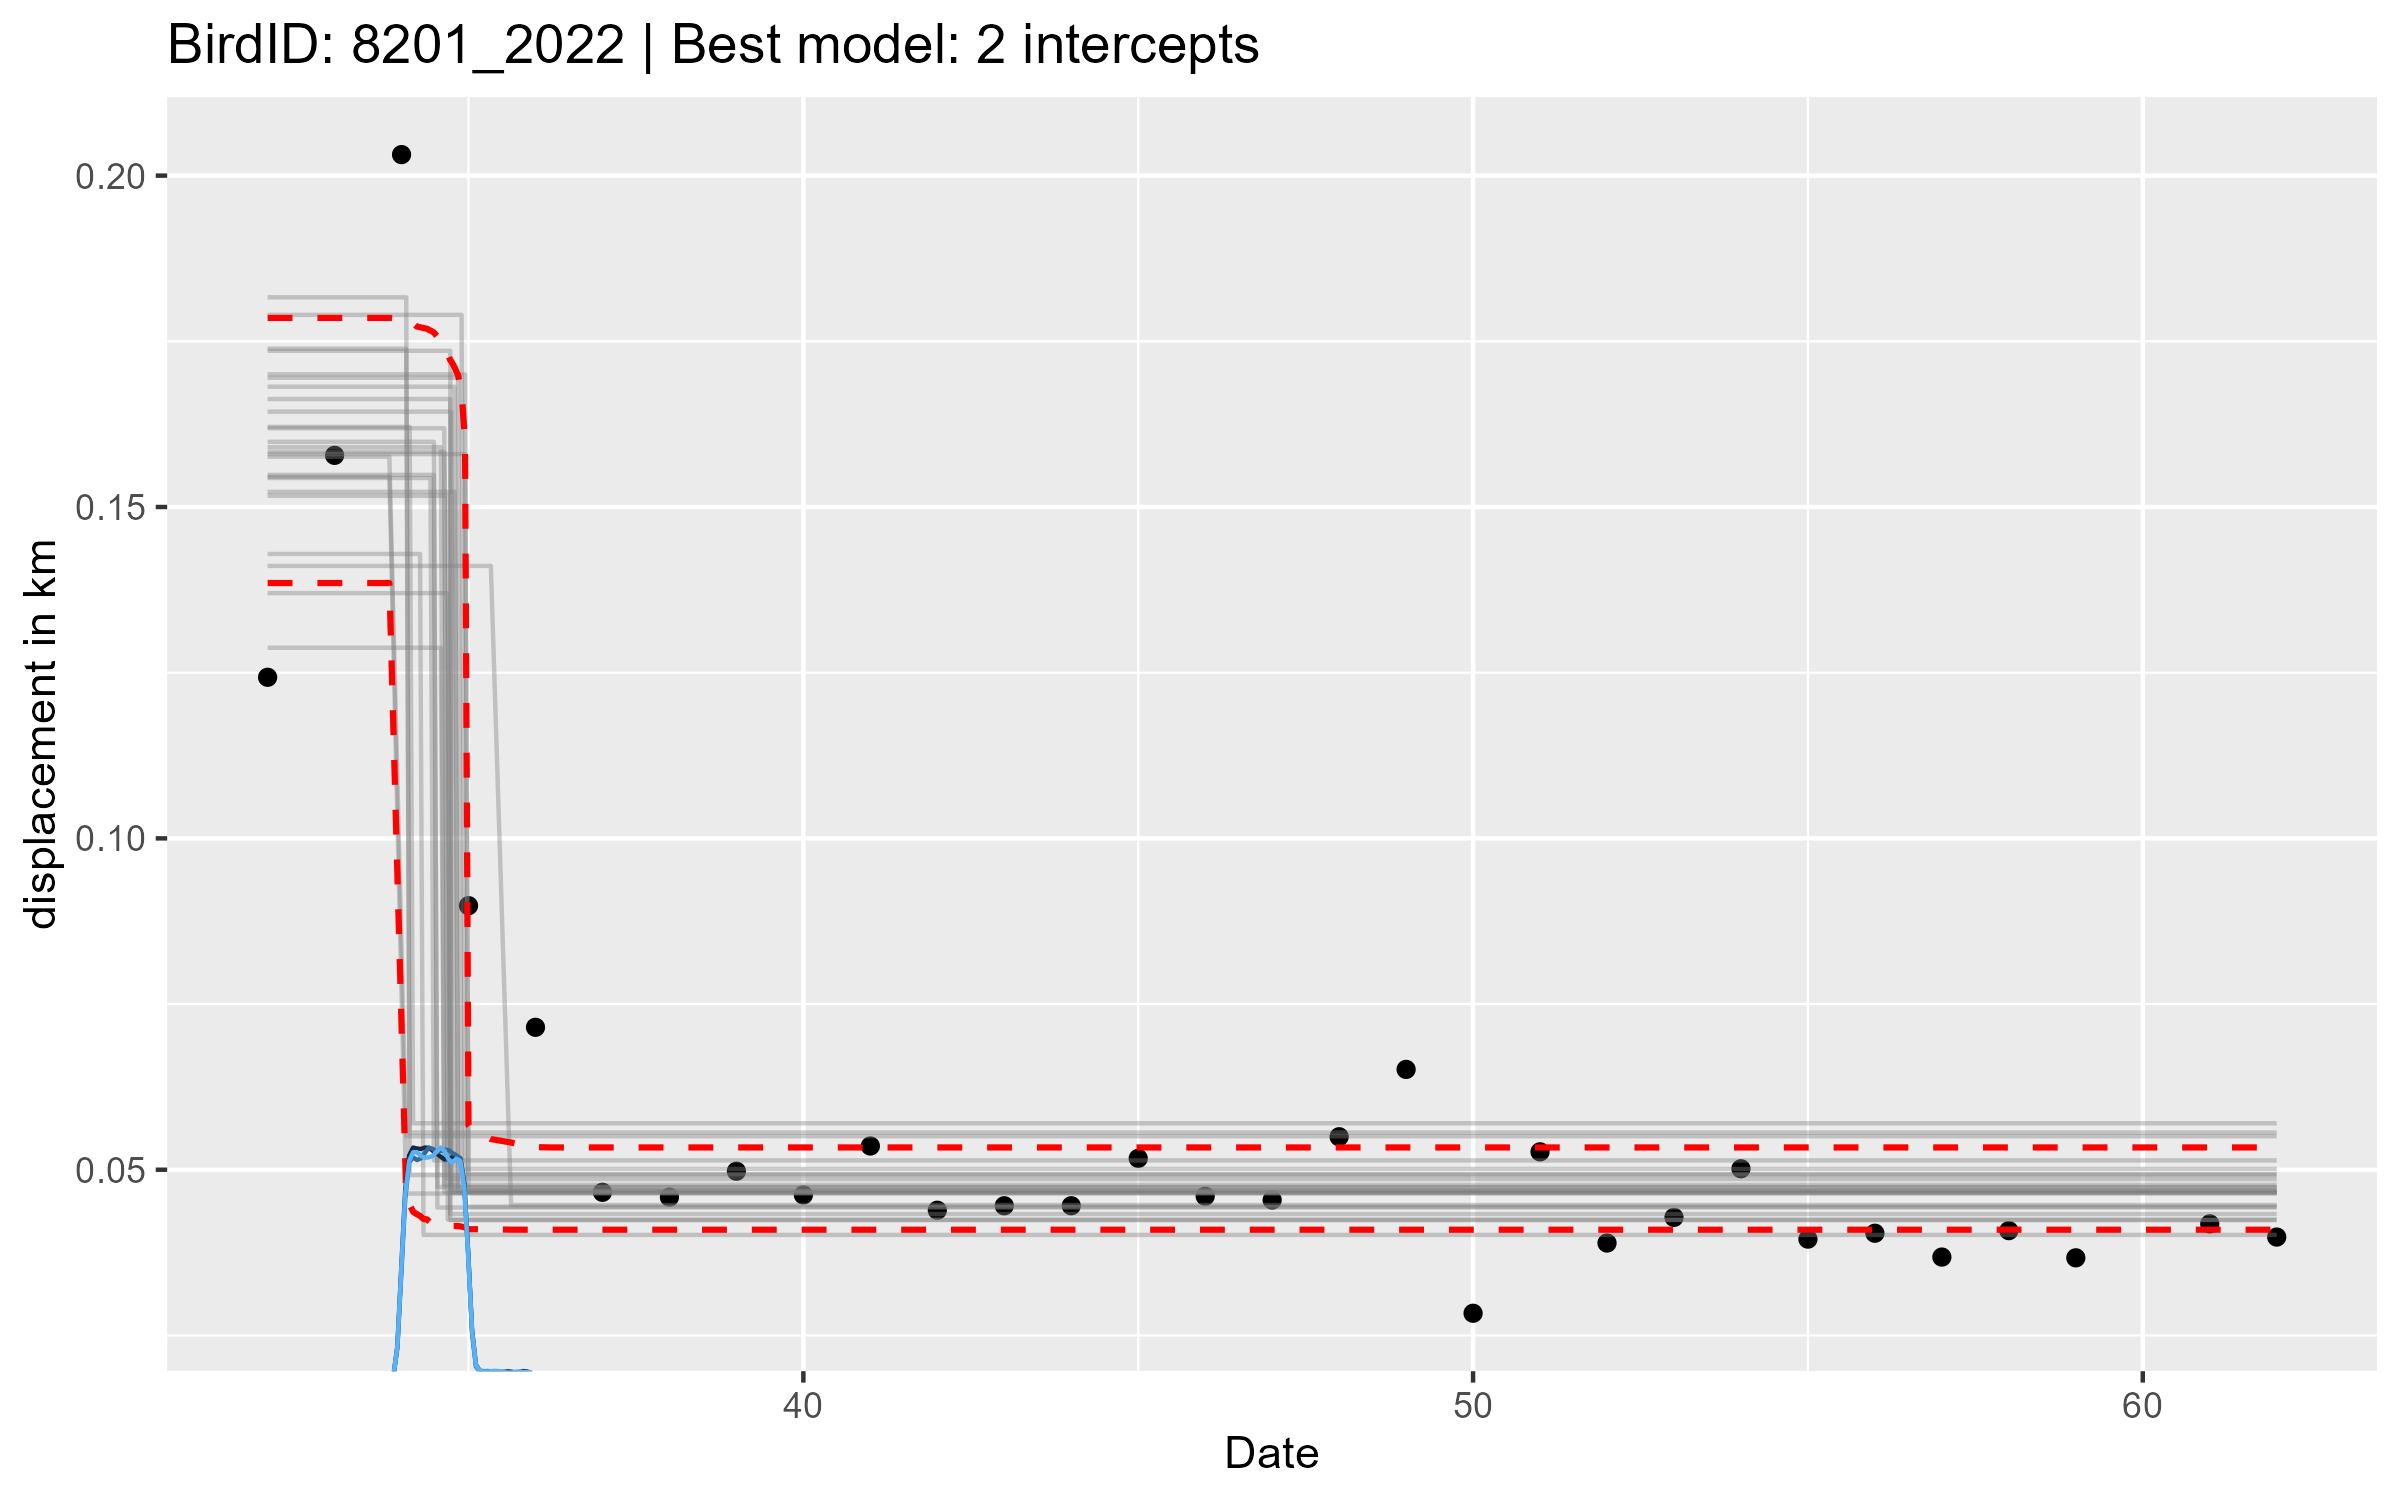 BirdID: 8201_2022 | Best model: 2 intercepts
displacement in km
0.20
0.15
0.10
0.05
40
50
60
Date